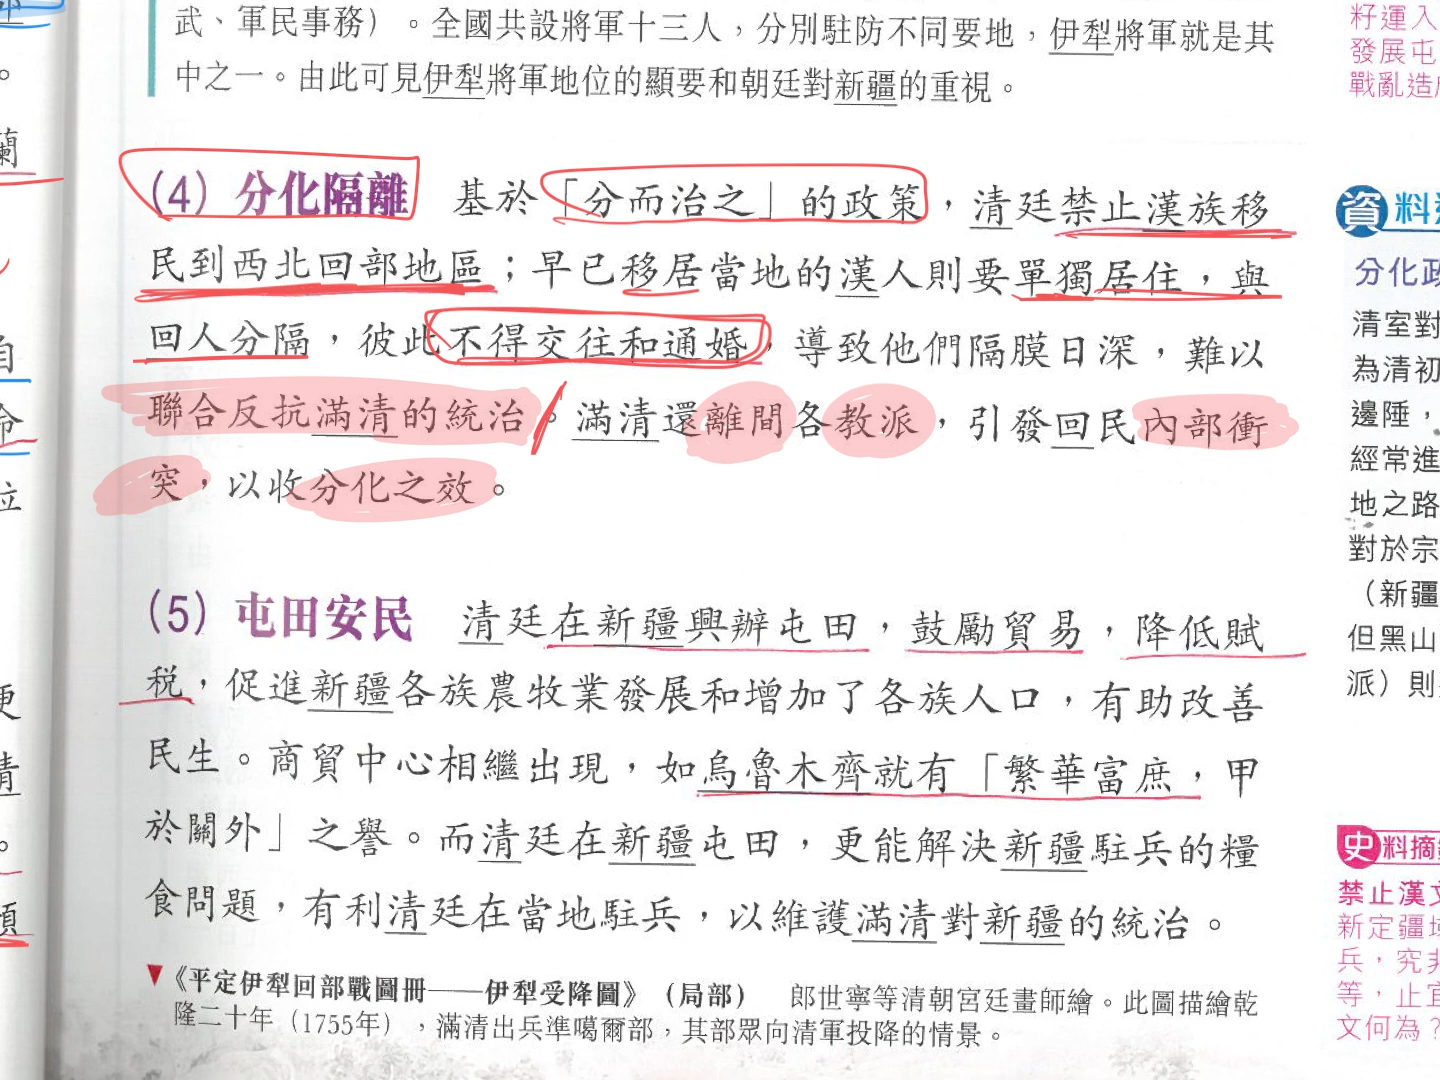 武、軍民事務）。全國共設將軍十三人，分別駐防不同要地，伊犁將軍就是其
中之一。由此可見伊犁將軍地位的顯要和朝廷對新疆的重視。
(4) 分化隔離　基於「分而治之」的政策，清廷禁止漢族移
民到西北回部地區；早已移居當地的漢人則要單獨居住，與
回人分隔，彼此不得交往和通婚，導致他們隔膜日深，難以
聯合反抗滿清的統治。滿清還離間各教派，引發回民內部衝
突，以收分化之效。
(5) 屯田安民　清廷在新疆興辦屯田，鼓勵貿易，降低賦
稅，促進新疆各族農牧業發展和增加了各族人口，有助改善
民生。商貿中心相繼出現，如烏魯木齊就有「繁華富庶，甲
於關外」之譽。而清廷在新疆屯田，更能解決新疆駐兵的糧
食問題，有利清廷在當地駐兵，以維護滿清對新疆的統治。
▼《平定伊犁回部戰圖冊——伊犁受降圖》（局部）　郎世寧等清朝宮廷畫師繪。此圖描繪乾
隆二十年（1755年），滿清出兵準噶爾部，其部眾向清軍投降的情景。
籽運入
發展屯
戰亂造
資料
分化政
清室對
為清初
邊陲，
經常進
地之路
對於宗
（新疆
但黑山
派）則
史料摘
禁止漢文
新定疆域
兵，究非
等，止宜
文何為？